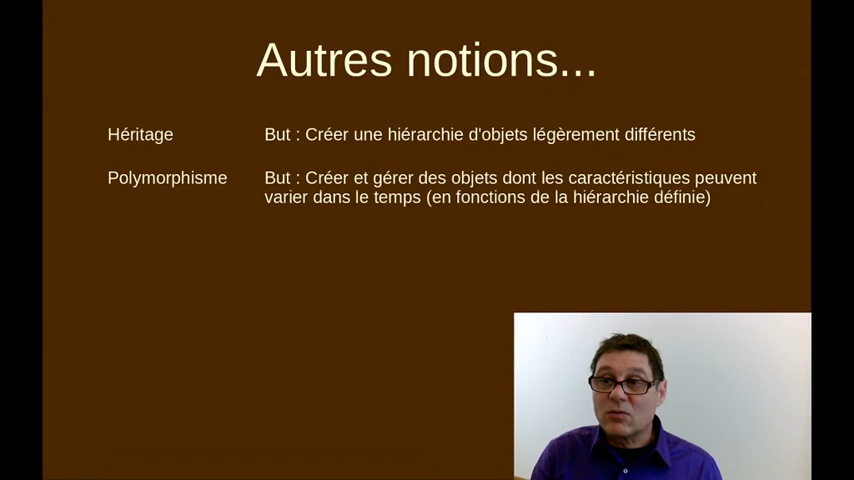 Autres notions...
Héritage But : Créer une hiérarchie d'objets légèrement différents
Polymorphisme But : Créer et gérer des objets dont les caractéristiques peuvent
varier dans le temps (en fonctions de la hiérarchie définie)